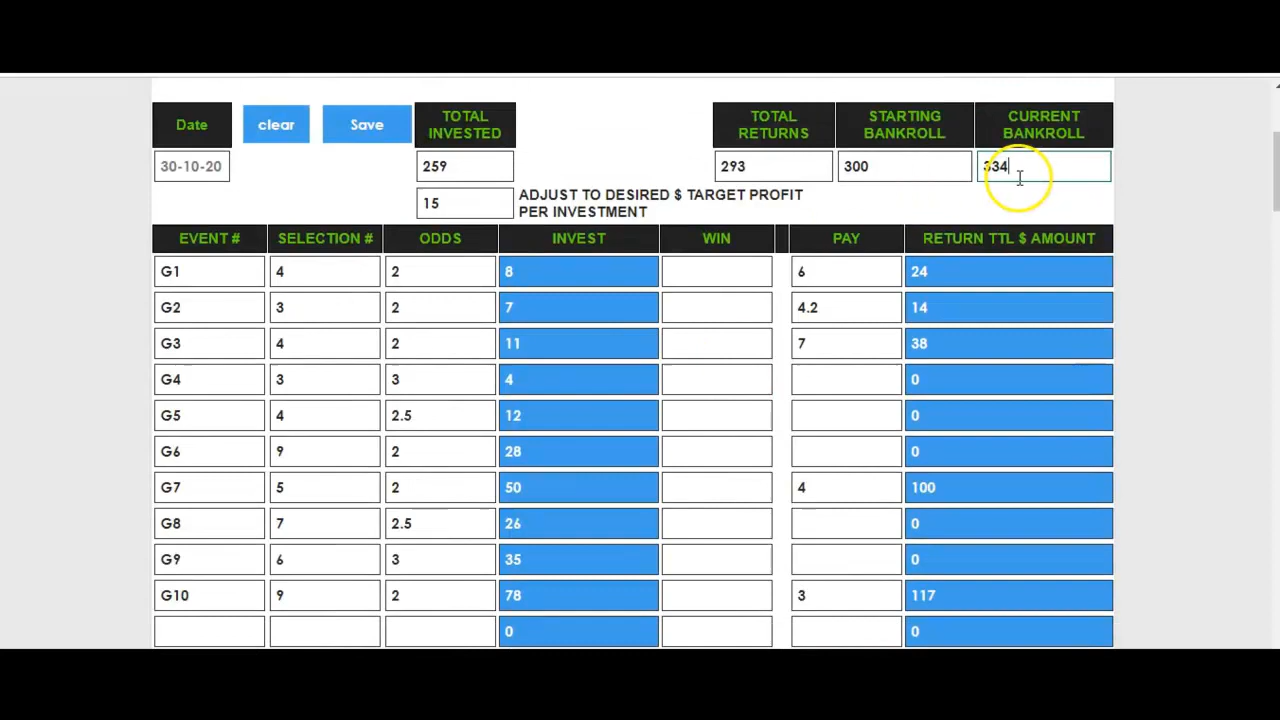 Date clear Save TOTAL INVESTED TOTAL RETURNS STARTING BANKROLL CURRENT BANKROLL
30-10-20 259 293 300 334
15 ADJUST TO DESIRED $ TARGET PROFIT
PER INVESTMENT
EVENT # SELECTION # ODDS INVEST WIN PAY RETURN TTL $ AMOUNT
G1 4 2 8 6 24
G2 3 2 7 4.2 14
G3 4 2 11 7 38
G4 3 3 4 0
G5 4 2.5 12 0
G6 9 2 28 0
G7 5 2 50 4 100
G8 7 2.5 26 0
G9 6 3 35 0
G10 9 2 78 3 117
0 0